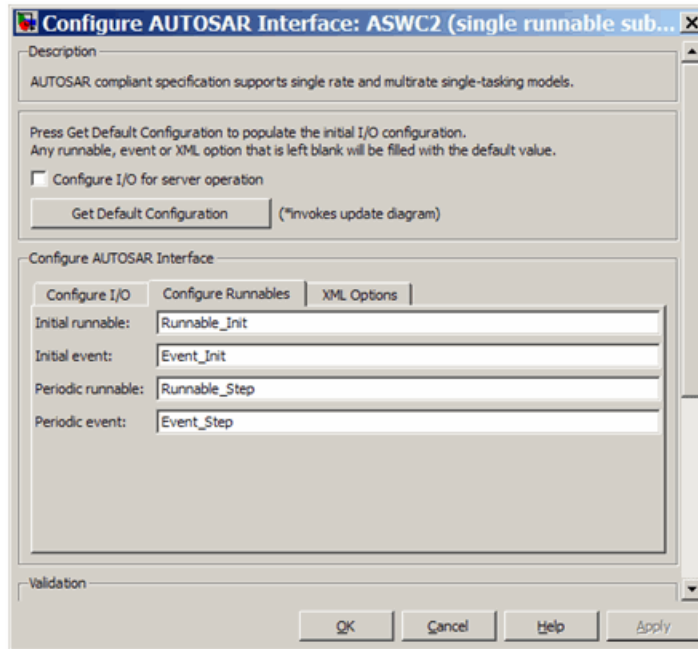 Configure AUTOSAR Interface: ASWC2 (single runnable sub...
Description
AUTOSAR compliant specification supports single rate and multirate single-tasking models.
Press Get Default Configuration to populate the initial I/O configuration.
Any runnable, event or XML option that is left blank will be filled with the default value.
Configure I/O for server operation
Get Default Configuration (*invokes update diagram)
Configure AUTOSAR Interface
Configure I/O Configure Runnables XML Options
Initial runnable: Runnable_Init
Initial event: Event_Init
Periodic runnable: Runnable_Step
Periodic event: Event_Step
Validation
OK Cancel Help Apply